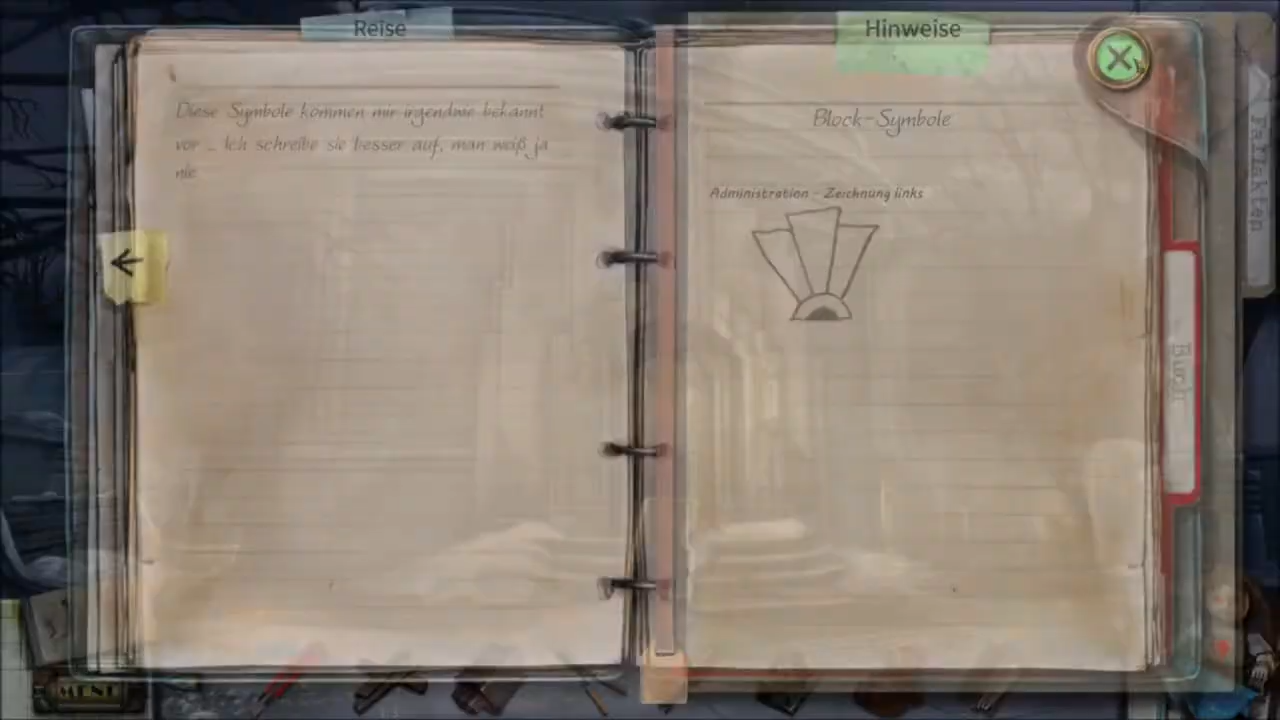 Reise
Hinweise
Diese Symbole kommen mir irgendwie bekannt
vor ... Ich schreibe sie besser auf, man weiß ja
nie
Block-Symbole
Administration - Zeichnung links
MENÜ